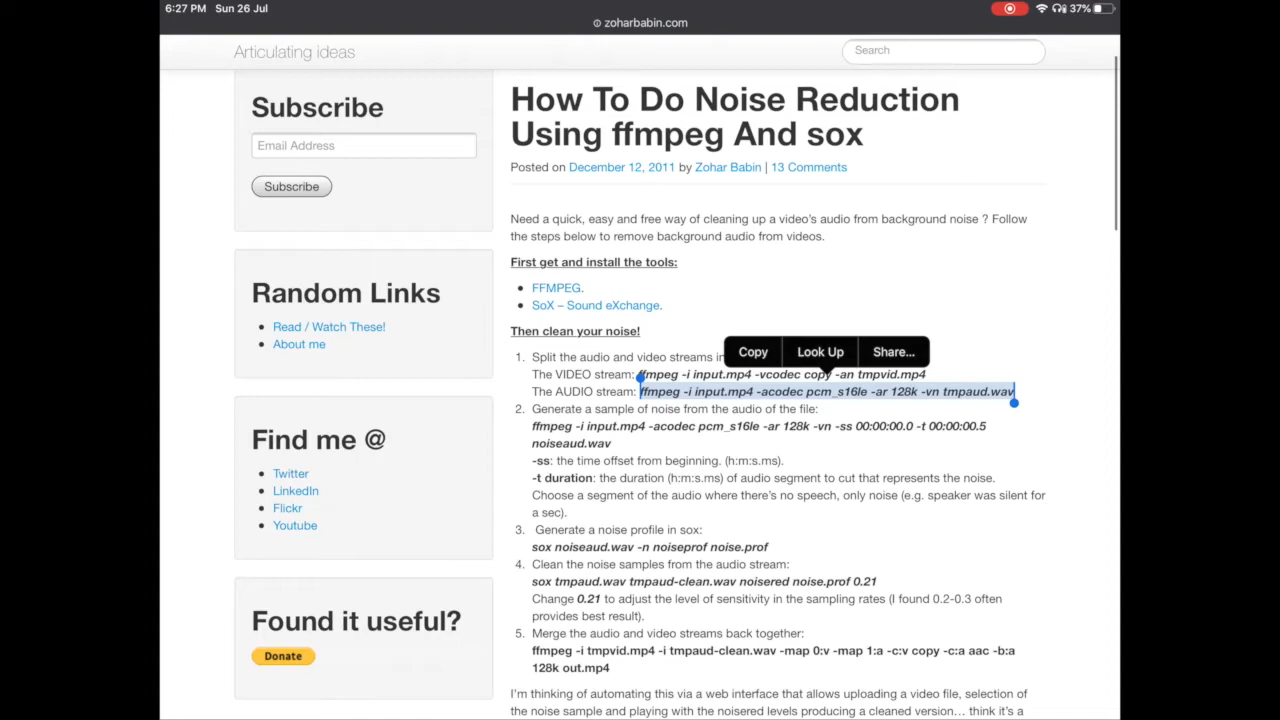 6:27 PM Sun 26 Jul
37%
zoharbabin.com
Articulating ideas
Search
Subscribe
Email Address
Subscribe
Random Links
Read / Watch These!
About me
Find me @
Twitter
LinkedIn
Flickr
Youtube
Found it useful?
Donate
How To Do Noise Reduction
Using ffmpeg And sox
Posted on December 12, 2011 by Zohar Babin | 13 Comments
Need a quick, easy and free way of cleaning up a video's audio from background noise ? Follow
the steps below to remove background audio from videos.
First get and install the tools:
FFMPEG.
SoX – Sound eXchange.
Then clean your noise!
Copy Look Up Share...
1. Split the audio and video streams in
The VIDEO stream: ffmpeg -i input.mp4 -vcodec copy -an tmpvid.mp4
The AUDIO stream: ffmpeg -i input.mp4 -acodec pcm_s16le -ar 128k -vn tmpaud.wav
2. Generate a sample of noise from the audio of the file:
ffmpeg -i input.mp4 -acodec pcm_s16le -ar 128k -vn -ss 00:00:00.0 -t 00:00:00.5
noiseaud.wav
-ss: the time offset from beginning. (h:m:s.ms).
-t duration: the duration (h:m:s.ms) of audio segment to cut that represents the noise.
Choose a segment of the audio where there's no speech, only noise (e.g. speaker was silent for
a sec).
3. Generate a noise profile in sox:
sox noiseaud.wav -n noiseprof noise.prof
4. Clean the noise samples from the audio stream:
sox tmpaud.wav tmpaud-clean.wav noisered noise.prof 0.21
Change 0.21 to adjust the level of sensitivity in the sampling rates (I found 0.2-0.3 often
provides best result).
5. Merge the audio and video streams back together:
ffmpeg -i tmpvid.mp4 -i tmpaud-clean.wav -map 0:v -map 1:a -c:v copy -c:a aac -b:a
128k out.mp4
I'm thinking of automating this via a web interface that allows uploading a video file, selection of
the noise sample and playing with the noisered levels producing a cleaned version… think it's a